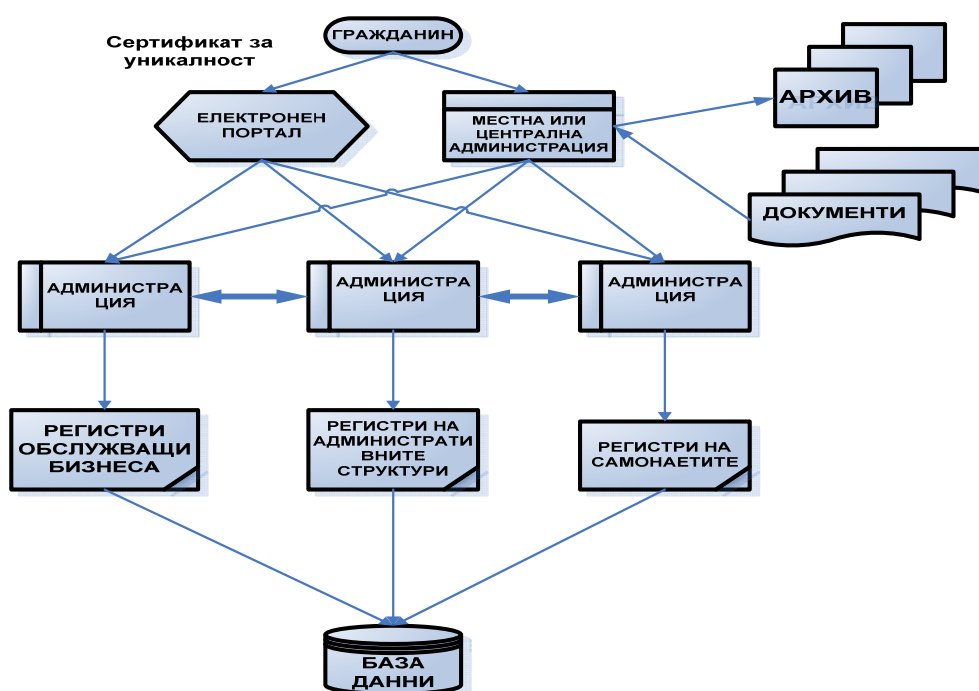 ГРАЖДАНИН
Сертификат за
уникалност
ЕЛЕКТРОНЕН
ПОРТАЛ
МЕСТНА ИЛИ
ЦЕНТРАЛНА
АДМИНИСТРАЦИЯ
АРХИВ
ДОКУМЕНТИ
АДМИНИСТРА
ЦИЯ
АДМИНИСТРА
ЦИЯ
АДМИНИСТРА
ЦИЯ
РЕГИСТРИ
ОБСЛУЖВАЩИ
БИЗНЕСА
РЕГИСТРИ НА
АДМИНИСТРАТИ
ВНИТЕ
СТРУКТУРИ
РЕГИСТРИ НА
САМОНАЕТИТЕ
БАЗА
ДАННИ